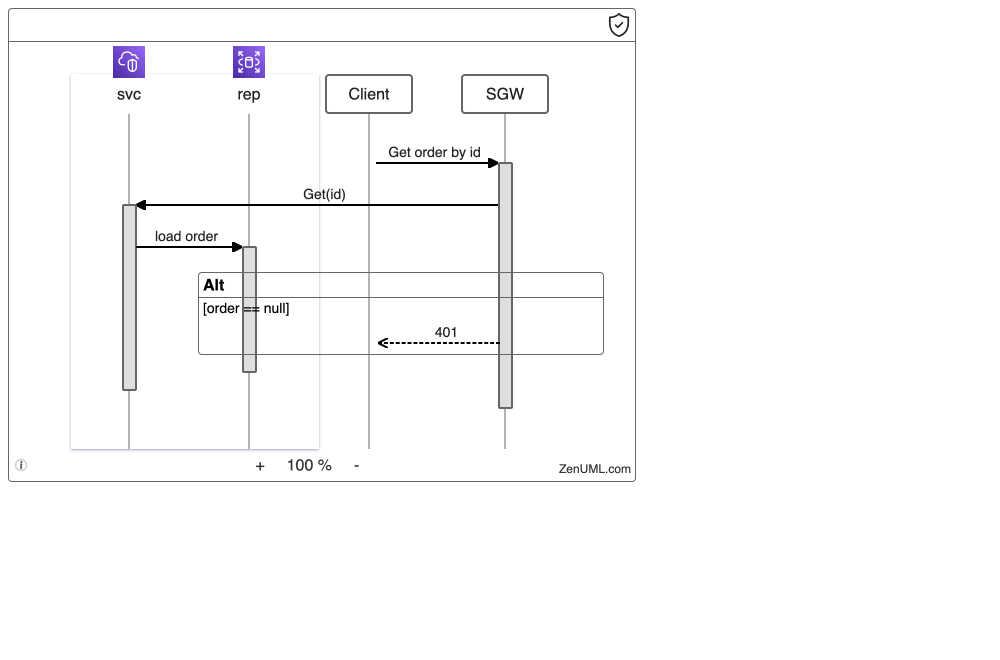 svc
rep
Client
SGW
Get order by id
Get(id)
load order
Alt
[order == null]
401
+ 100 % -
ZenUML.com